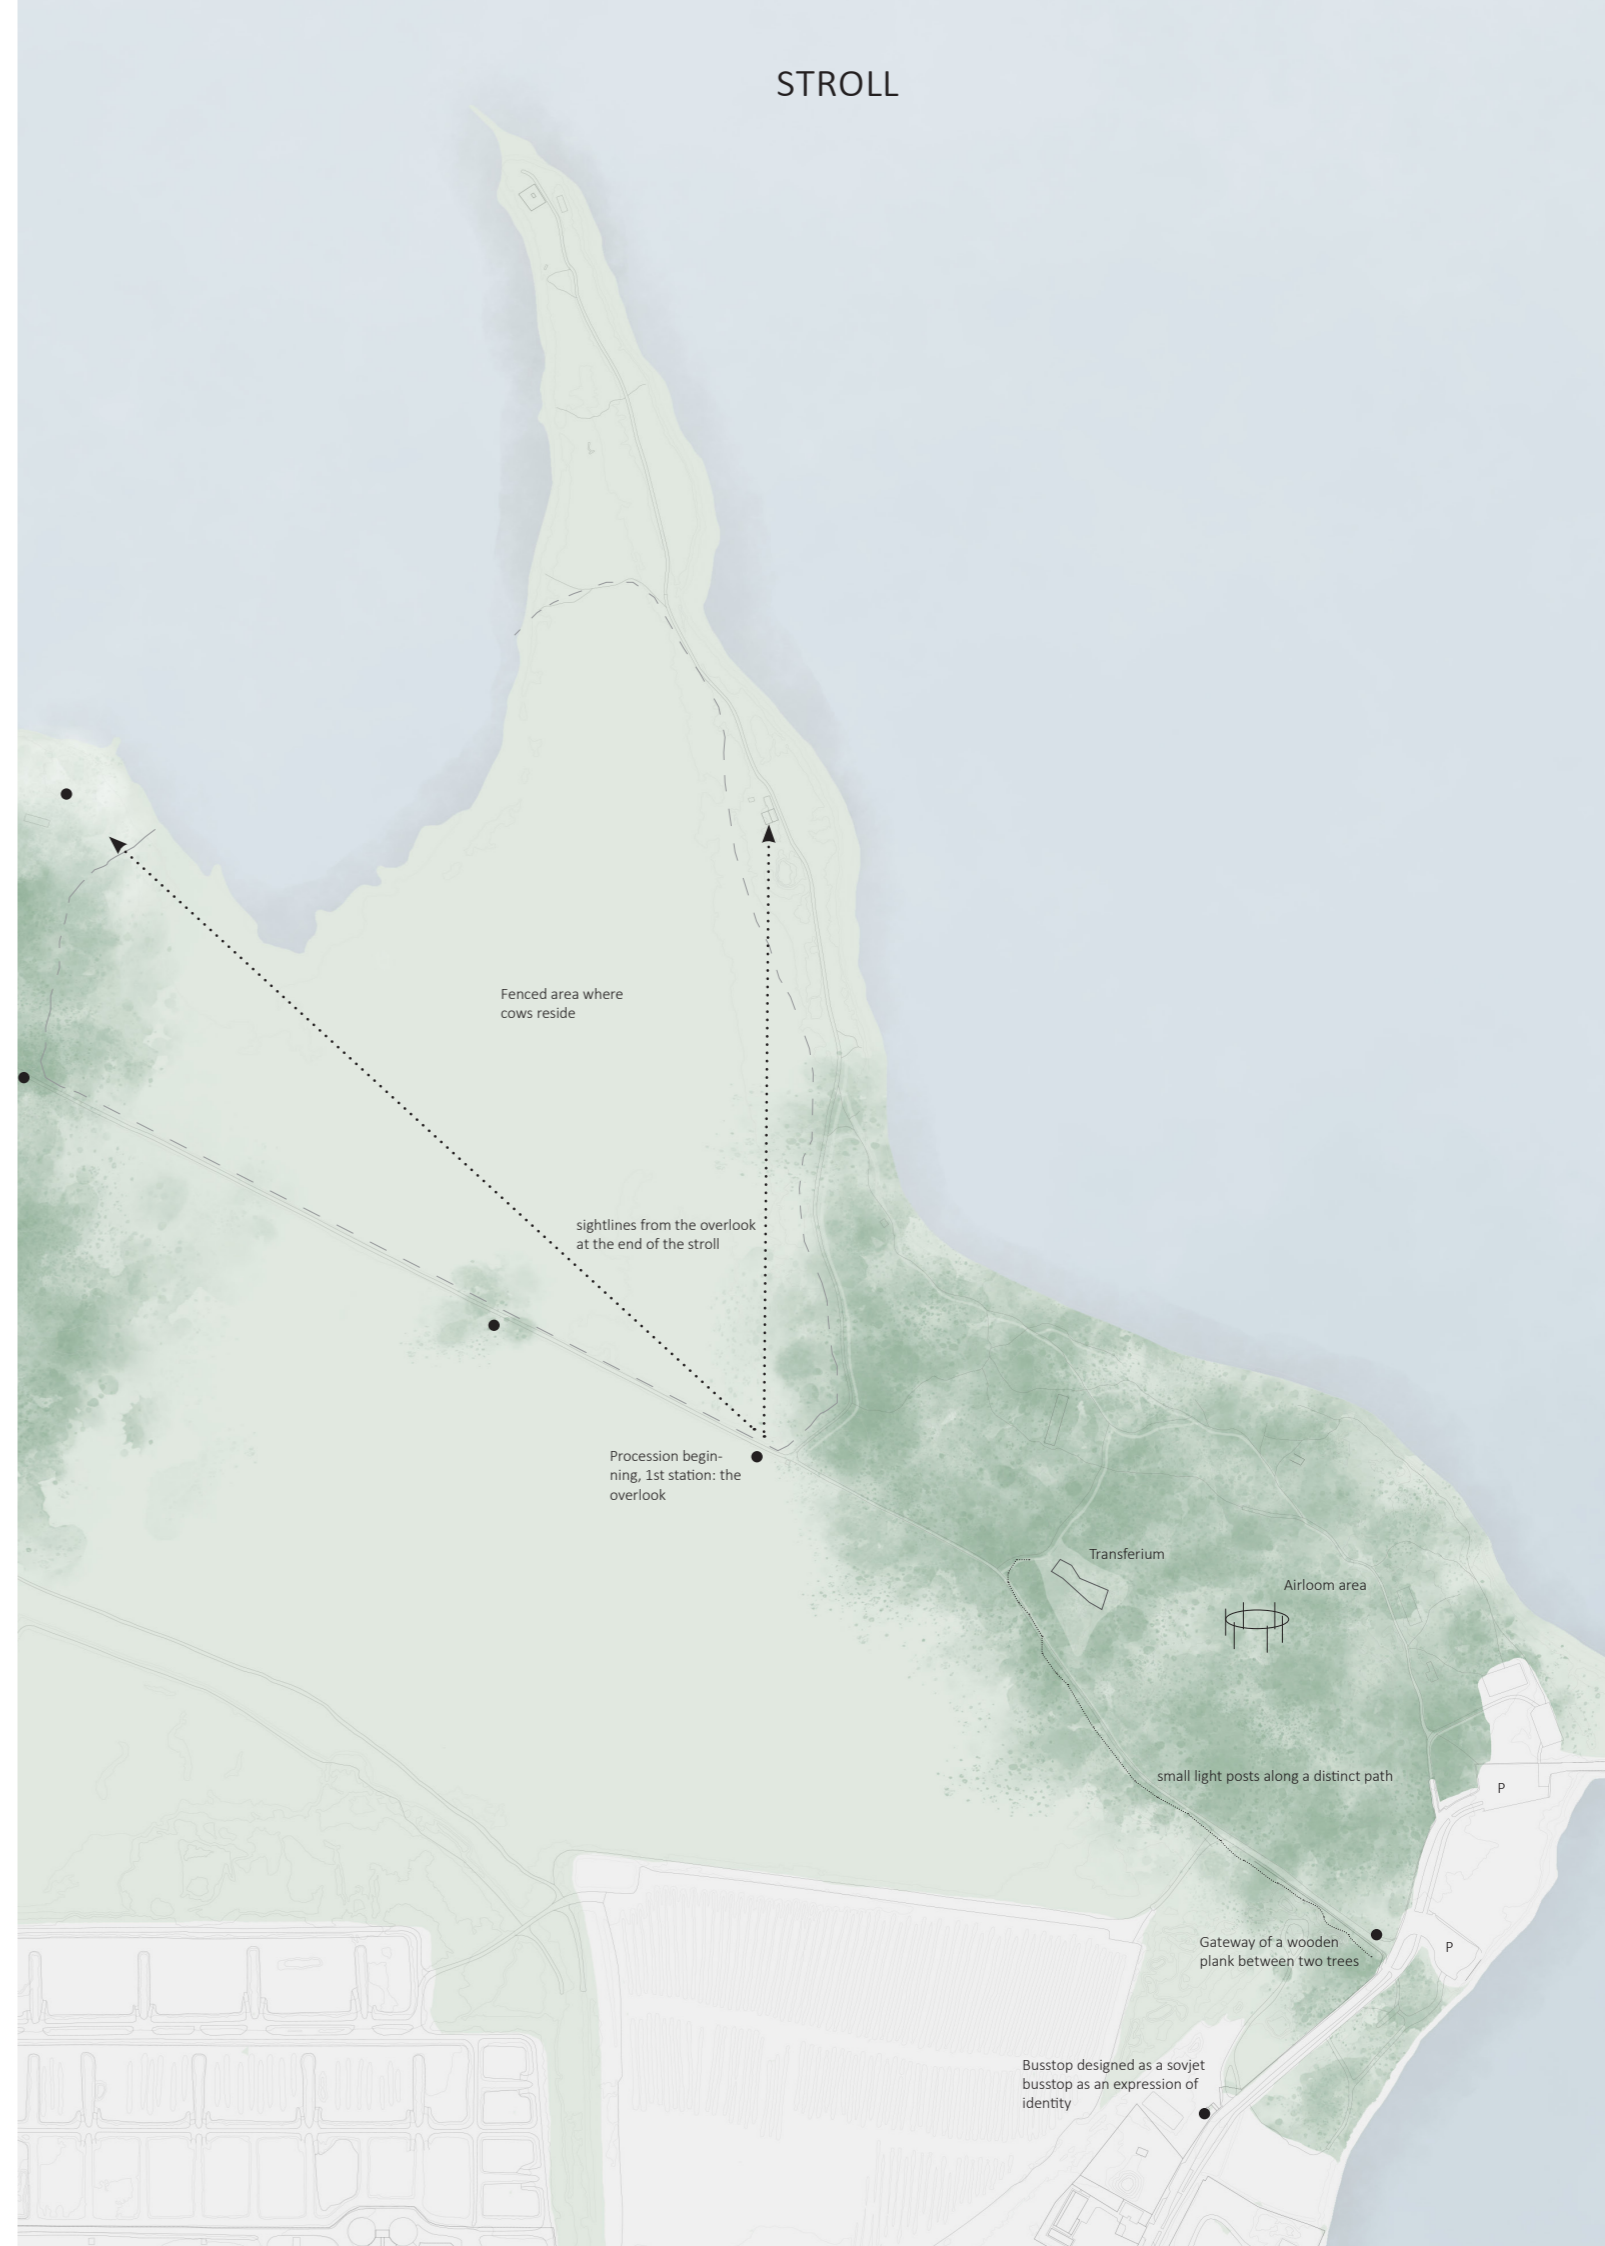 STROLL
Fenced area where
cows reside
sightlines from the overlook
at the end of the stroll
Procession begin-
ning, 1st station: the
overlook
Transferium
Airloom area
small light posts along a distinct path
P
Gateway of a wooden
plank between two trees
P
Busstop designed as a sovjet
busstop as an expression of
identity